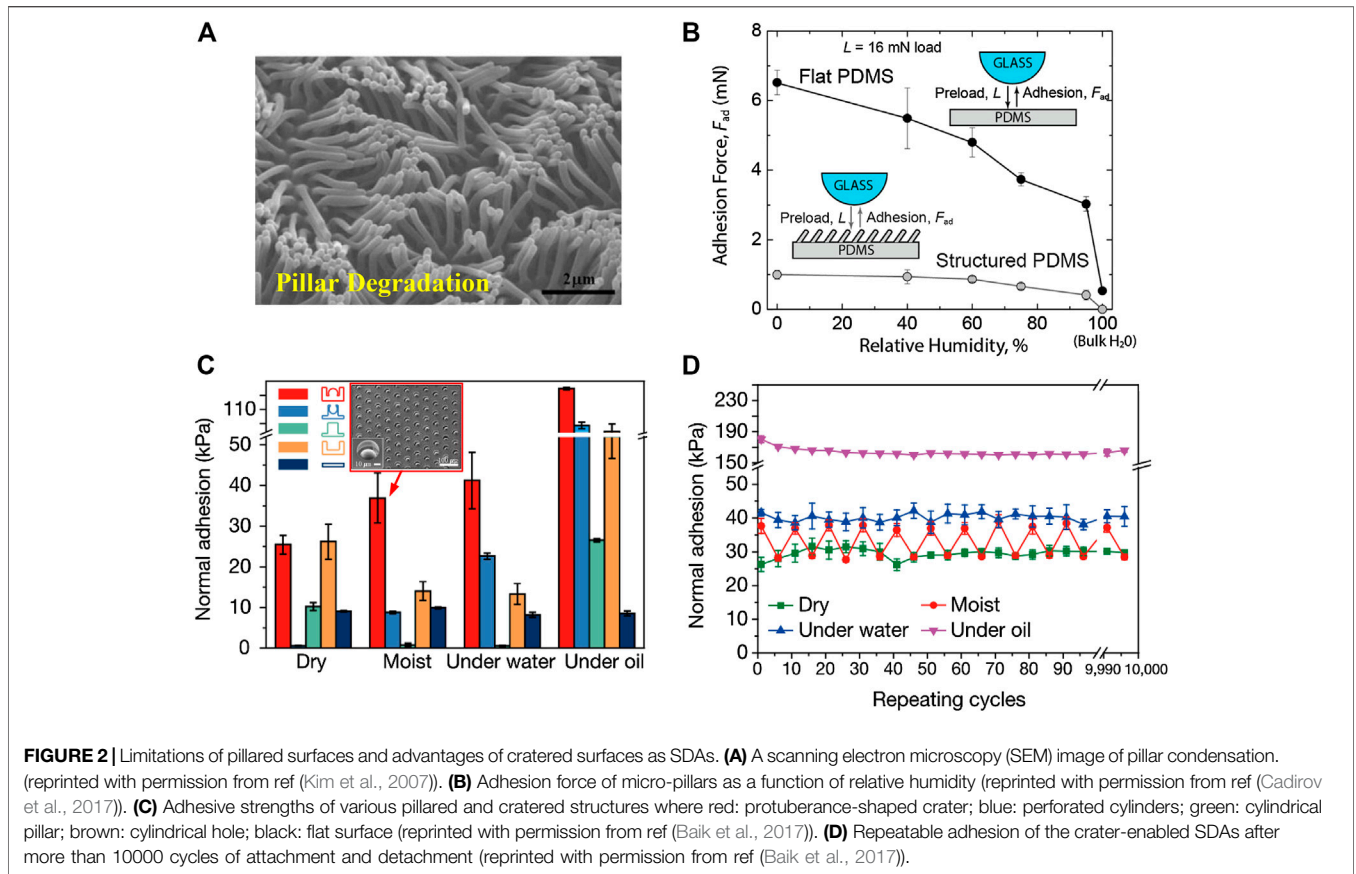 A
Pillar Degradation
2μm
B
L = 16 mN load
Flat PDMS
GLASS
Preload, L
Adhesion, Fad
PDMS
GLASS
Preload, L
Adhesion, Fad
PDMS
Structured PDMS
Adhesion Force, Fad (mN)
8
6
4
2
0
0 20 40 60 80 100
(Bulk H20)
Relative Humidity, %
C
Normal adhesion (kPa)
110
50
40
30
20
10
0
10 μm
100 μm
Dry Moist Under water Under oil
D
Normal adhesion (kPa)
230
190
150
50
40
30
20
10
0
Dry Moist
Under water Under oil
0 10 20 30 40 50 60 70 80 90 9,990 10,000
Repeating cycles
FIGURE 2 | Limitations of pillared surfaces and advantages of cratered surfaces as SDAs. (A) A scanning electron microscopy (SEM) image of pillar condensation.
(reprinted with permission from ref (Kim et al., 2007)). (B) Adhesion force of micro-pillars as a function of relative humidity (reprinted with permission from ref (Cadirov
et al., 2017)). (C) Adhesive strengths of various pillared and cratered structures where red: protuberance-shaped crater; blue: perforated cylinders; green: cylindrical
pillar; brown: cylindrical hole; black: flat surface (reprinted with permission from ref (Baik et al., 2017)). (D) Repeatable adhesion of the crater-enabled SDAs after
more than 10000 cycles of attachment and detachment (reprinted with permission from ref (Baik et al., 2017)).